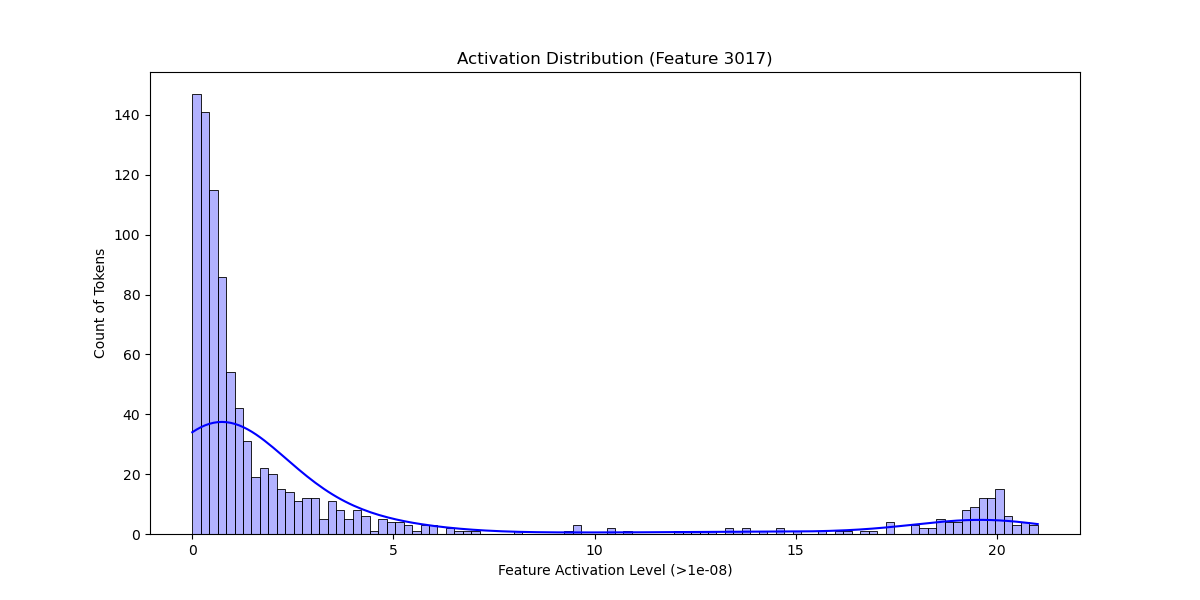 Activation Distribution (Feature 3017)
Count of Tokens
140
120
100
80
60
40
20
0
0 5 10 15 20
Feature Activation Level (>1e-08)